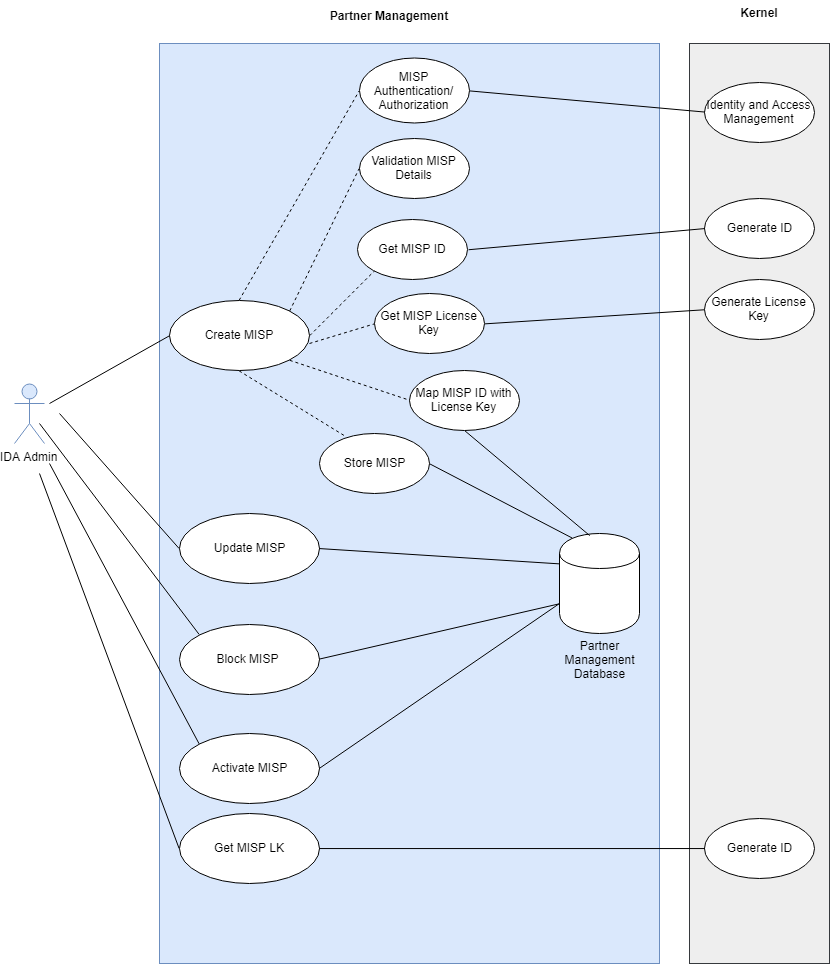 Partner Management
Kernel
MISP
Authentication/
Authorization
Identity and Access
Management
Validation MISP
Details
Get MISP ID
Generate ID
Get MISP License
Key
Generate License
Key
Create MISP
Map MISP ID with
License Key
IDA Admin
Store MISP
Update MISP
Block MISP
Partner
Management
Database
Activate MISP
Get MISP LK
Generate ID